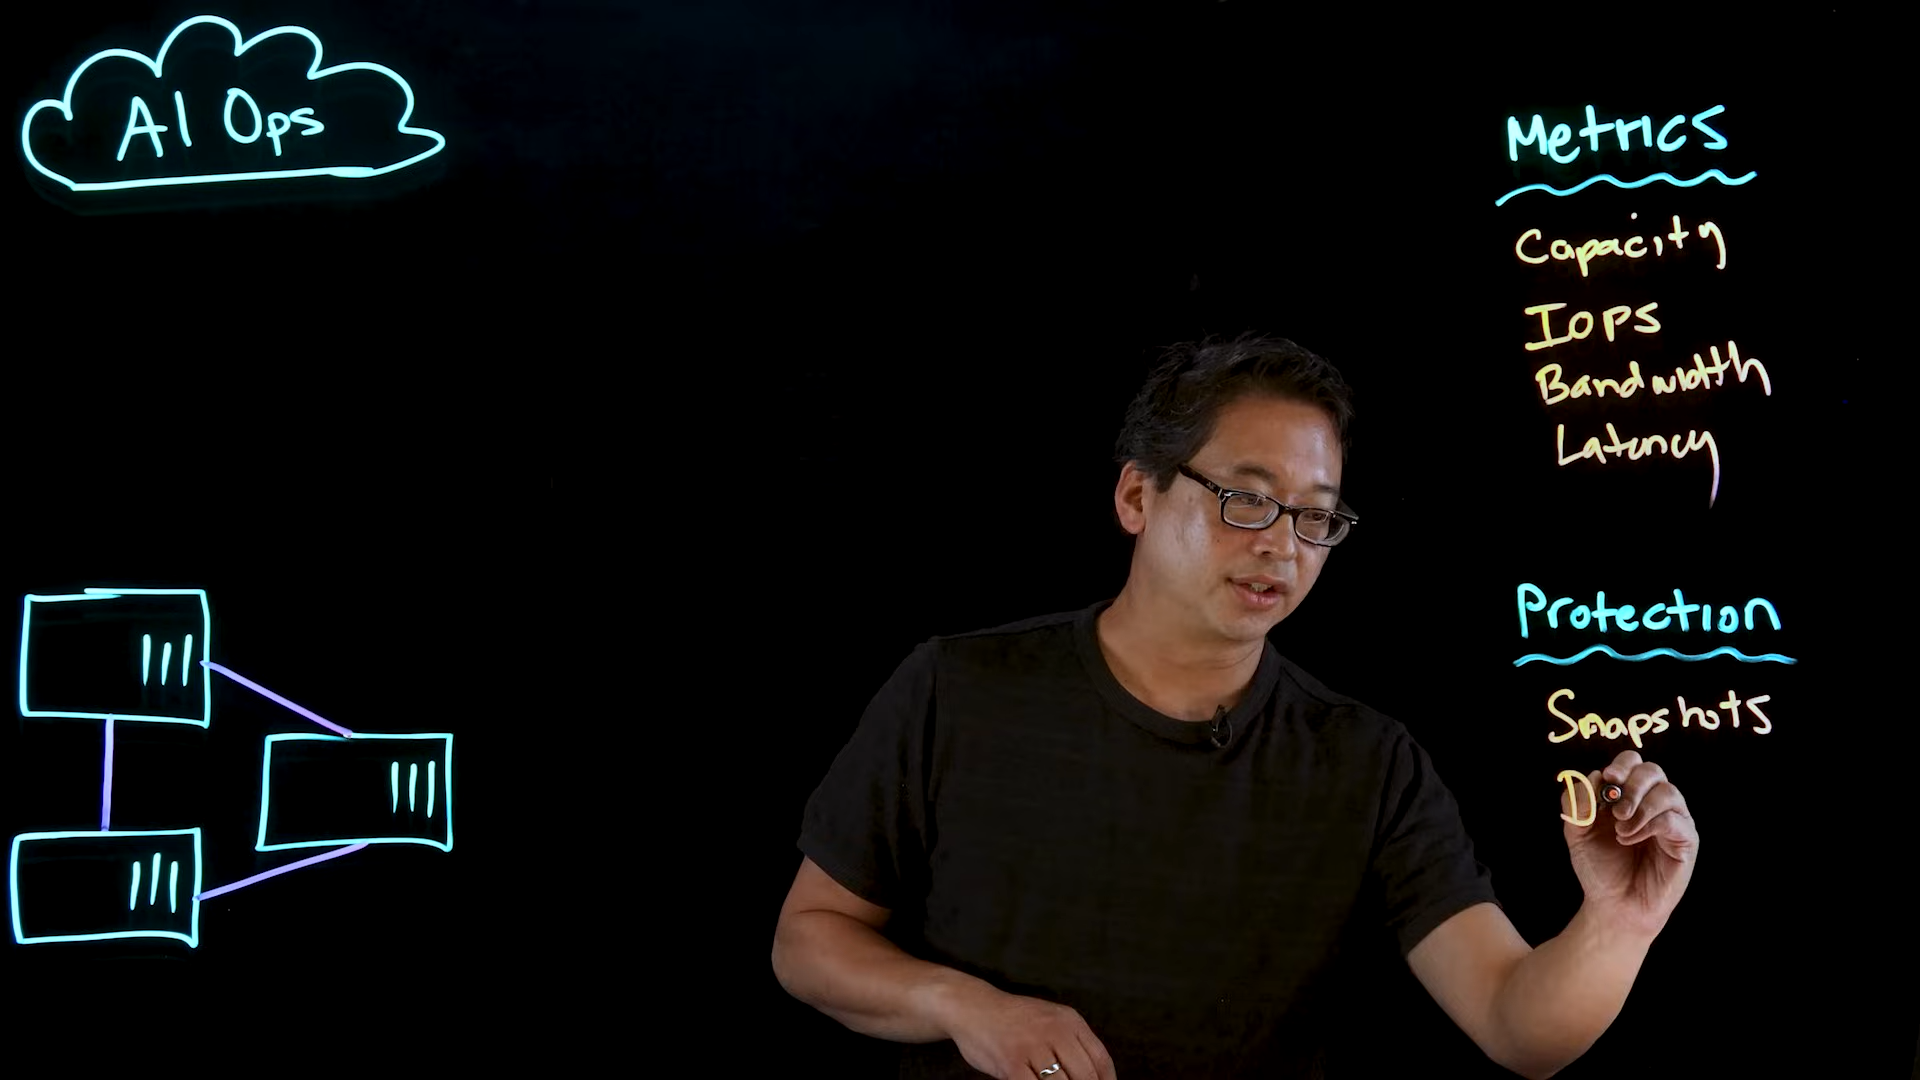 AI Ops
Metrics
Capacity
IOPS
Bandwidth
Latency
Protection
Snapshots
D